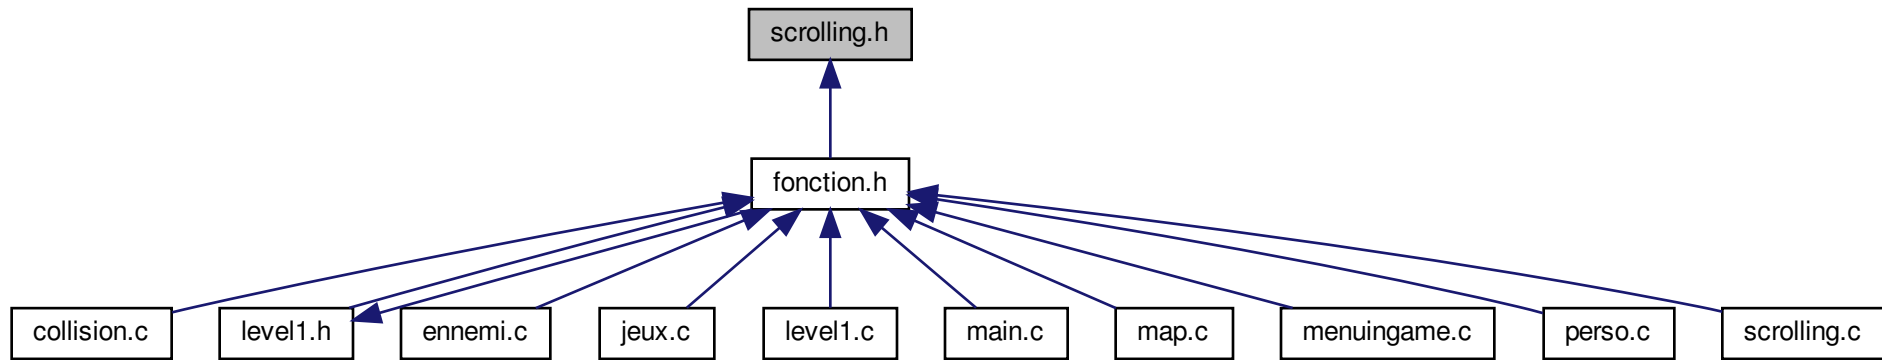 scrolling.h
fonction.h
collision.c
level1.h
ennemi.c
jeux.c
level1.c
main.c
map.c
menuingame.c
perso.c
scrolling.c